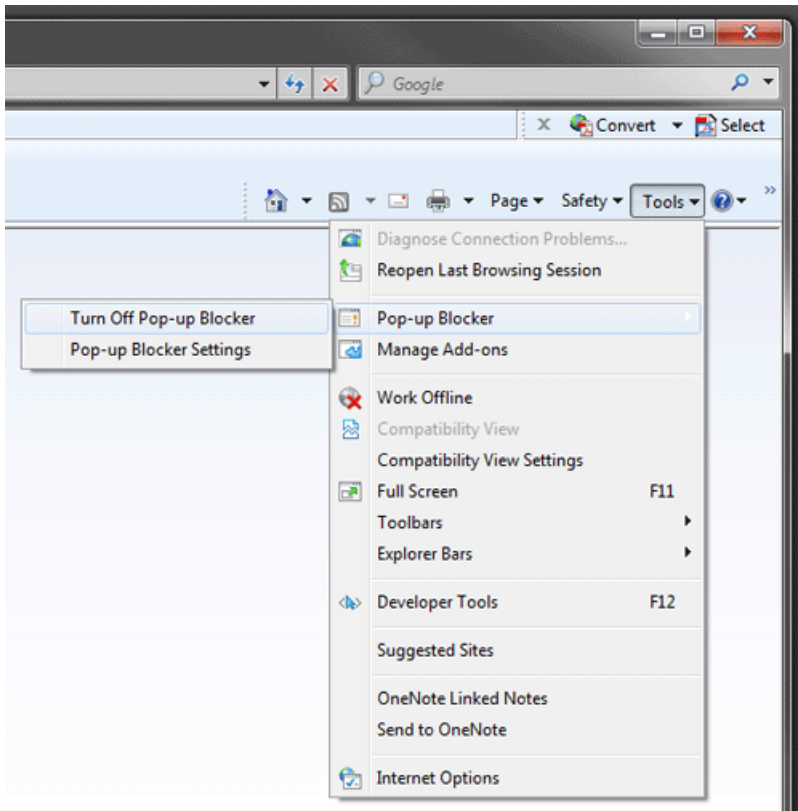 Google
Convert Select
Page Safety Tools
Diagnose Connection Problems...
Reopen Last Browsing Session
Turn Off Pop-up Blocker
Pop-up Blocker Settings
Pop-up Blocker
Manage Add-ons
Work Offline
Compatibility View
Compatibility View Settings
Full Screen F11
Toolbars
Explorer Bars
Developer Tools F12
Suggested Sites
OneNote Linked Notes
Send to OneNote
Internet Options